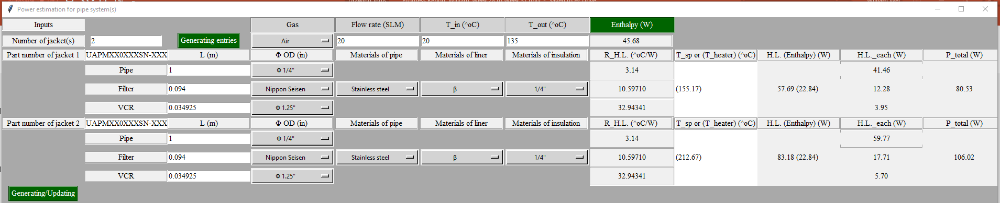 Power estimation for pipe system(s)
Inputs Gas Flow rate (SLM) T_in (^oC) T_out (^oC) Enthalpy (W)
Number of jacket(s) 2 Generating entries Air 20 20 135 45.68
Part number of jacket 1 UAPMXX0XXXSN-XXX L (m) Φ OD (in) Materials of pipe Materials of liner Materials of insulation R_H.L. (^oC/W) T_sp or (T_heater) (^oC) H.L. (Enthalpy) (W) H.L._each (W) P_total (W)
Pipe 1 Φ 1/4" 3.14 41.46
Filter 0.094 Nippon Seisen Stainless steel β 1/4" 10.59710 (155.17) 57.69 (22.84) 12.28 80.53
VCR 0.034925 Φ 1.25" 32.94341 3.95
Part number of jacket 2 UAPMXX0XXXSN-XXX L (m) Φ OD (in) Materials of pipe Materials of liner Materials of insulation R_H.L. (^oC/W) T_sp or (T_heater) (^oC) H.L. (Enthalpy) (W) H.L._each (W) P_total (W)
Pipe 1 Φ 1/4" 3.14 59.77
Filter 0.094 Nippon Seisen Stainless steel β 1/4" 10.59710 (212.67) 83.18 (22.84) 17.71 106.02
VCR 0.034925 Φ 1.25" 32.94341 5.70
Generating/Updating